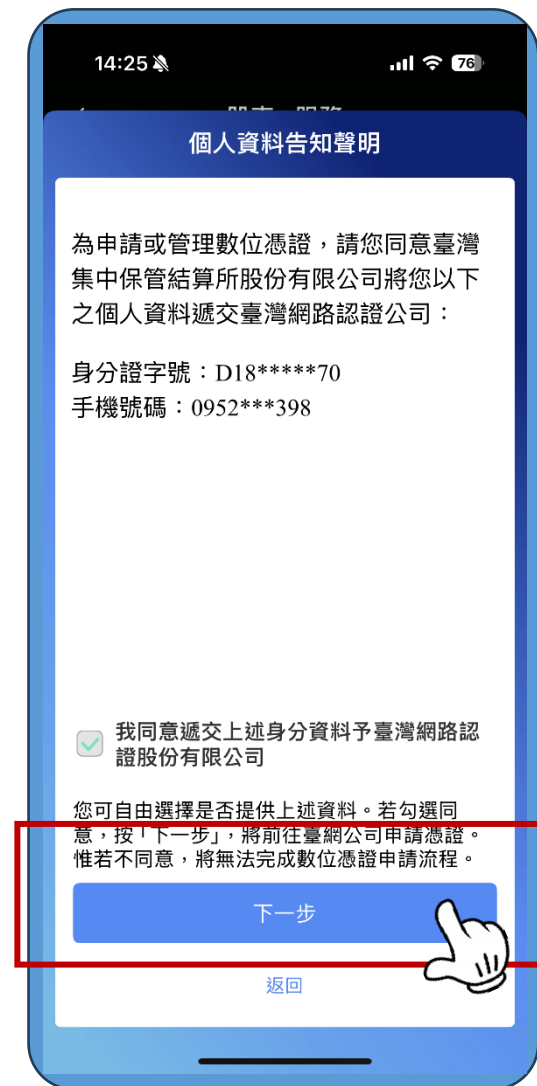 14:25
76
個人資料告知聲明
為申請或管理數位憑證，請您同意臺灣
集中保管結算所股份有限公司將您以下
之個人資料遞交臺灣網路認證公司：
身分證字號：D18*****70
手機號碼：0952***398
我同意遞交上述身分資料予臺灣網路認
證股份有限公司
您可自由選擇是否提供上述資料。若勾選同
意，按「下一步」，將前往臺網公司申請憑證。
惟若不同意，將無法完成數位憑證申請流程。
下一步
返回